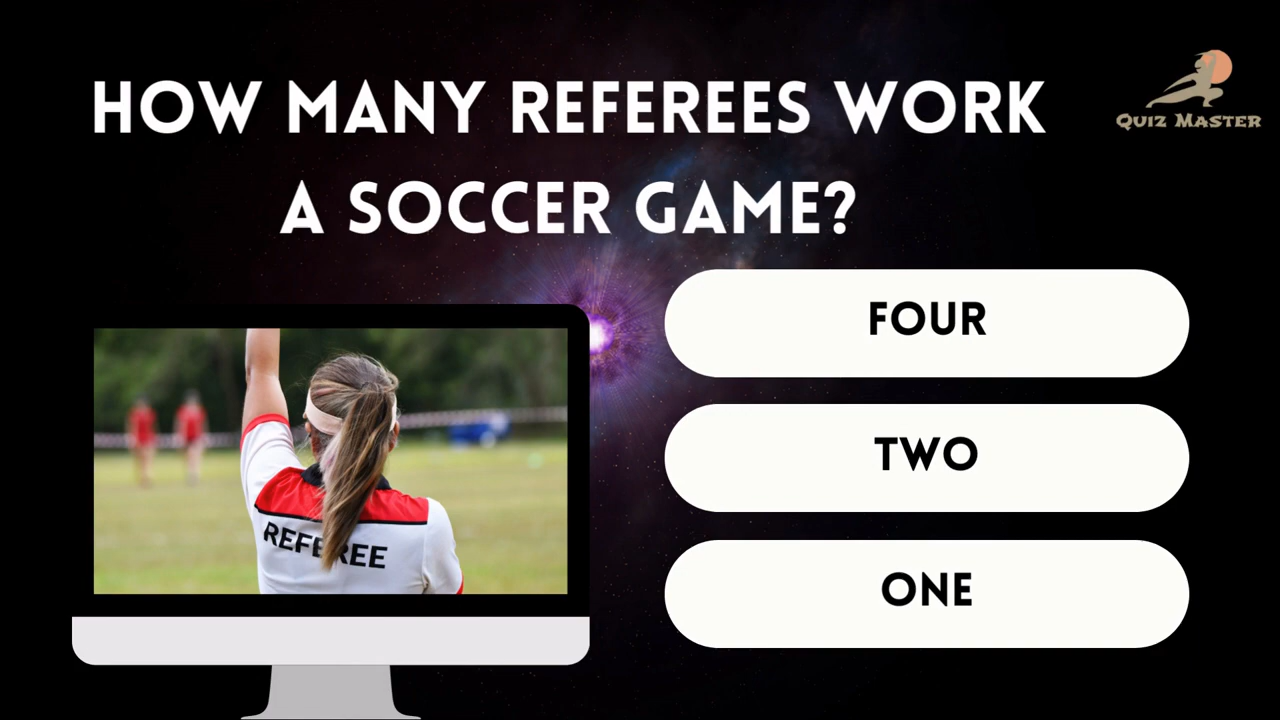 HOW MANY REFEREES WORK
A SOCCER GAME?
QUIZ MASTER
FOUR
TWO
ONE
REFEREE